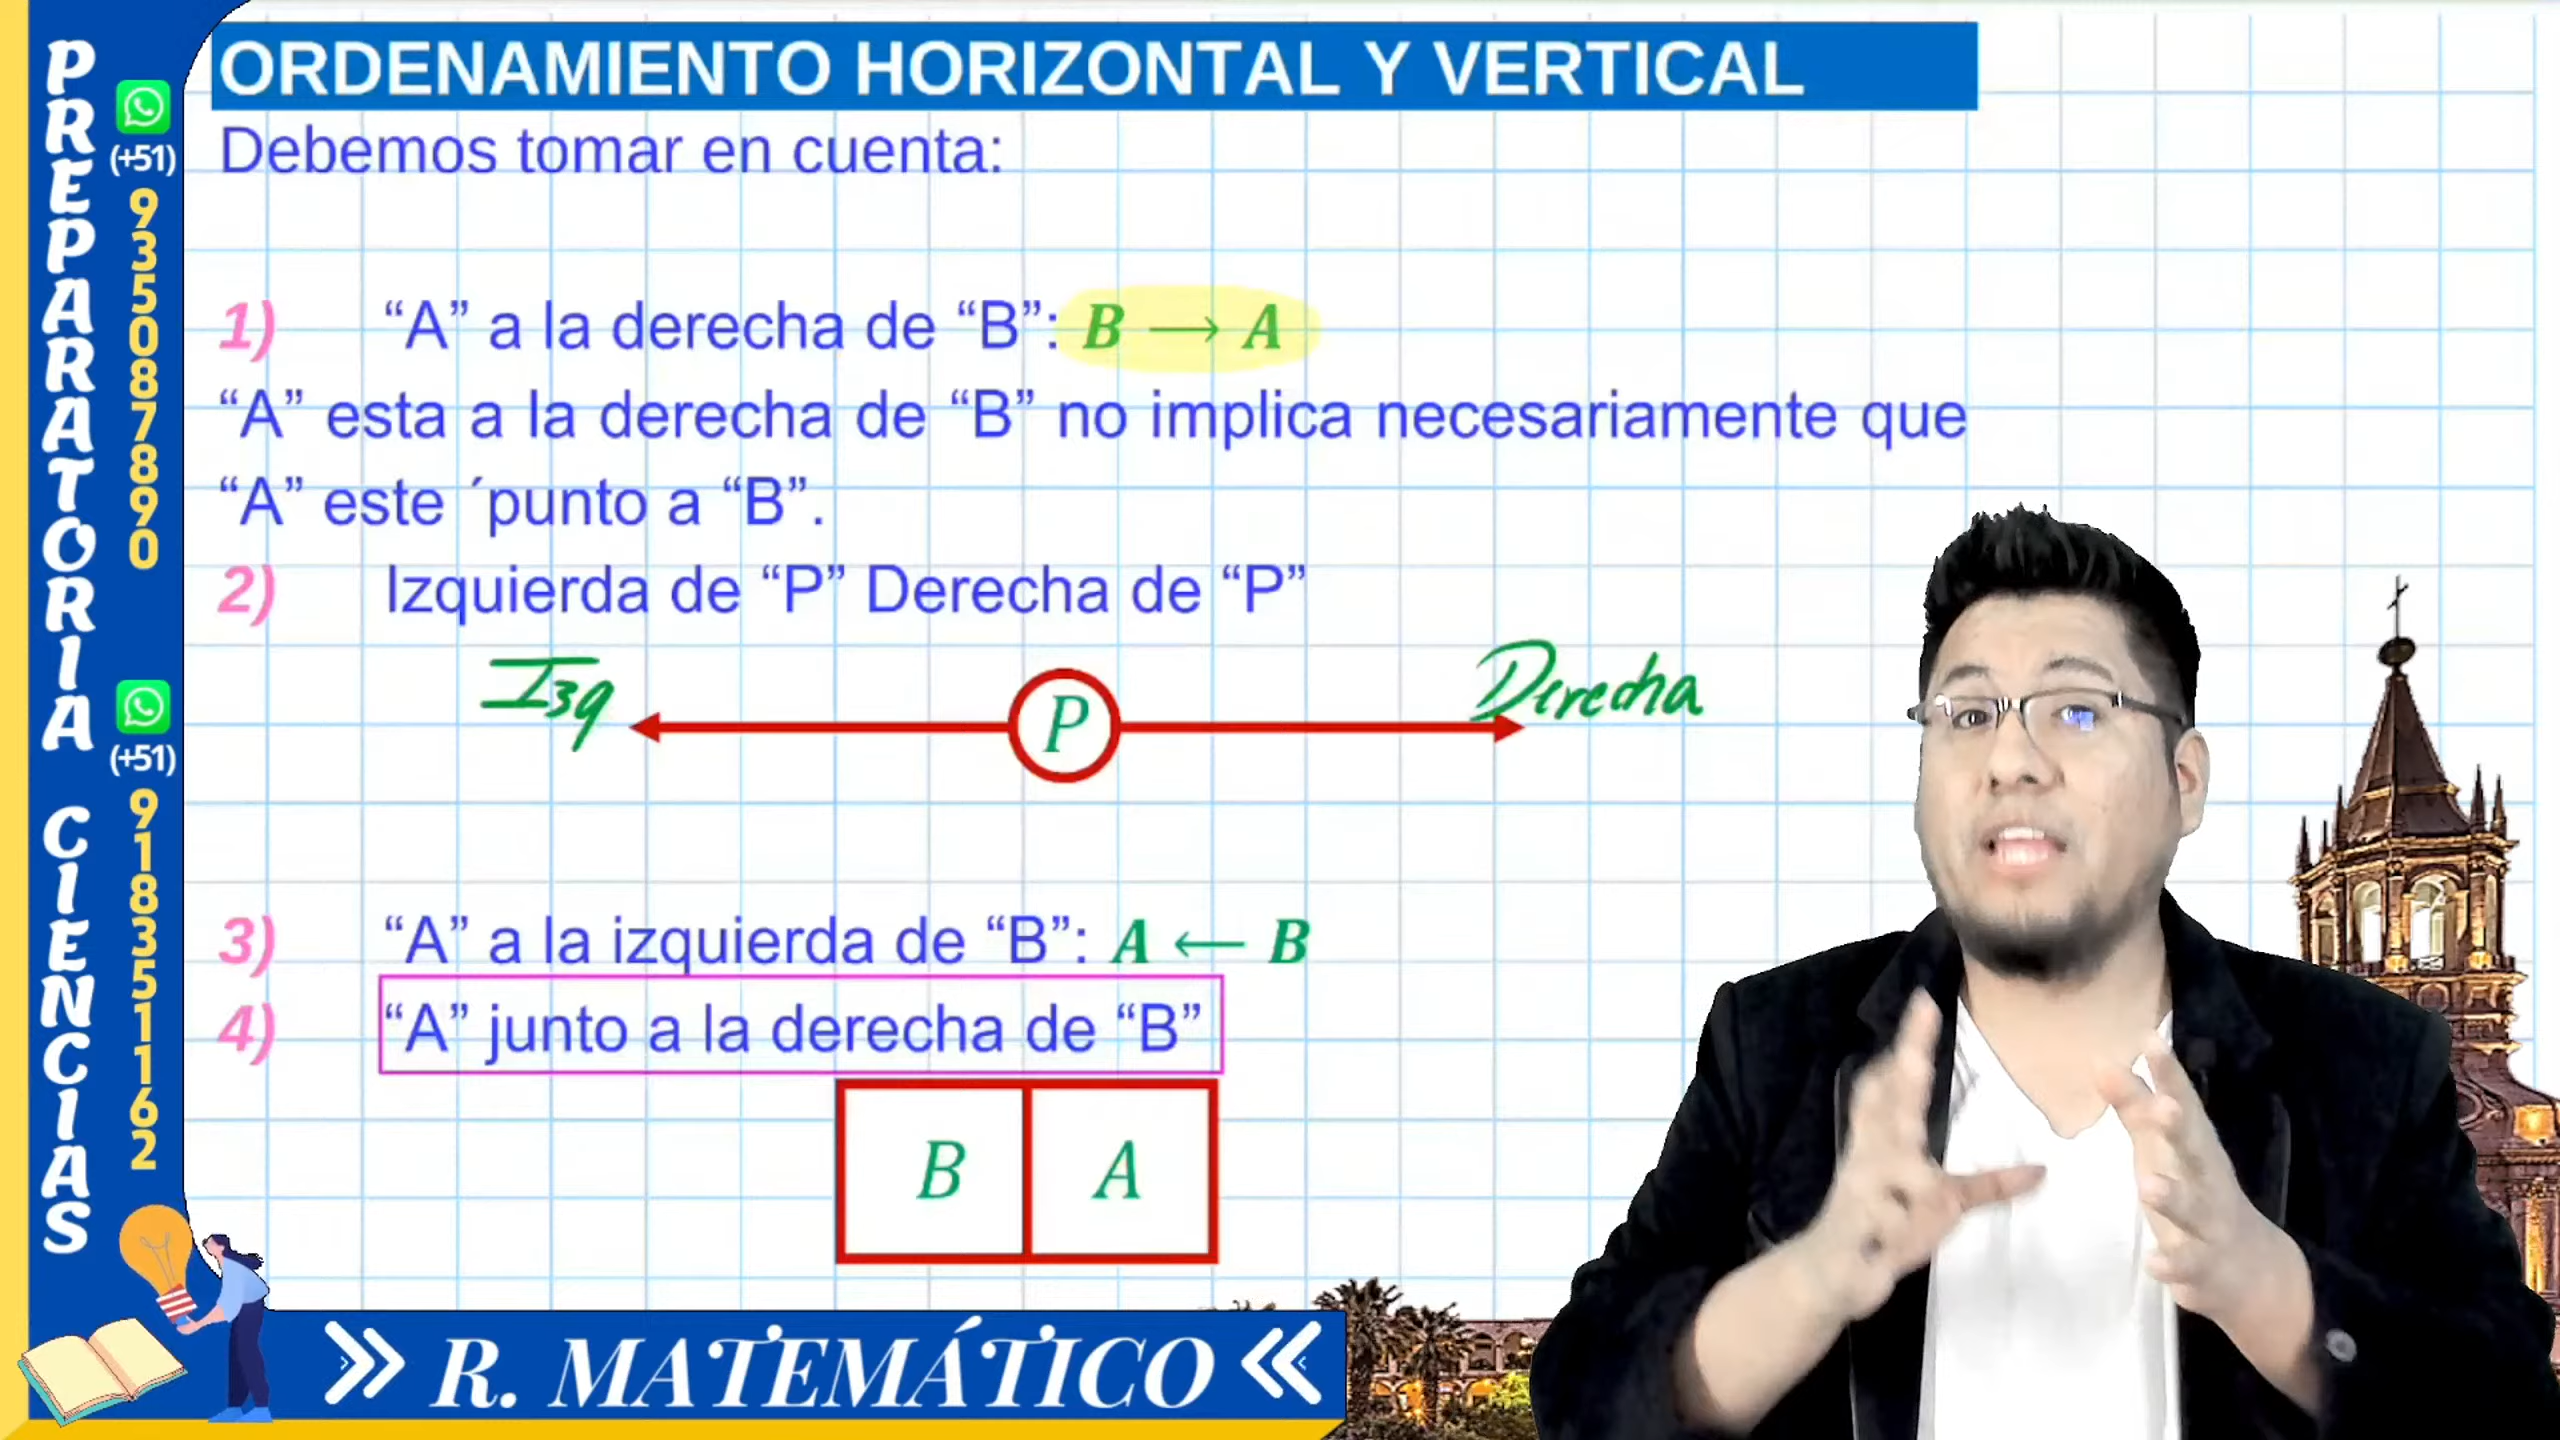 PREPARATORIA CIENCIAS
(+51)
935087890
(+51)
918351162
ORDENAMIENTO HORIZONTAL Y VERTICAL
Debemos tomar en cuenta:
1) “A” a la derecha de “B”: B → A
“A” esta a la derecha de “B” no implica necesariamente que
“A” este ´punto a “B”.
2) Izquierda de “P” Derecha de “P”
Izq P Derecha
3) “A” a la izquierda de “B”: A ← B
4) “A” junto a la derecha de “B”
B A
R. MATEMÁTICO